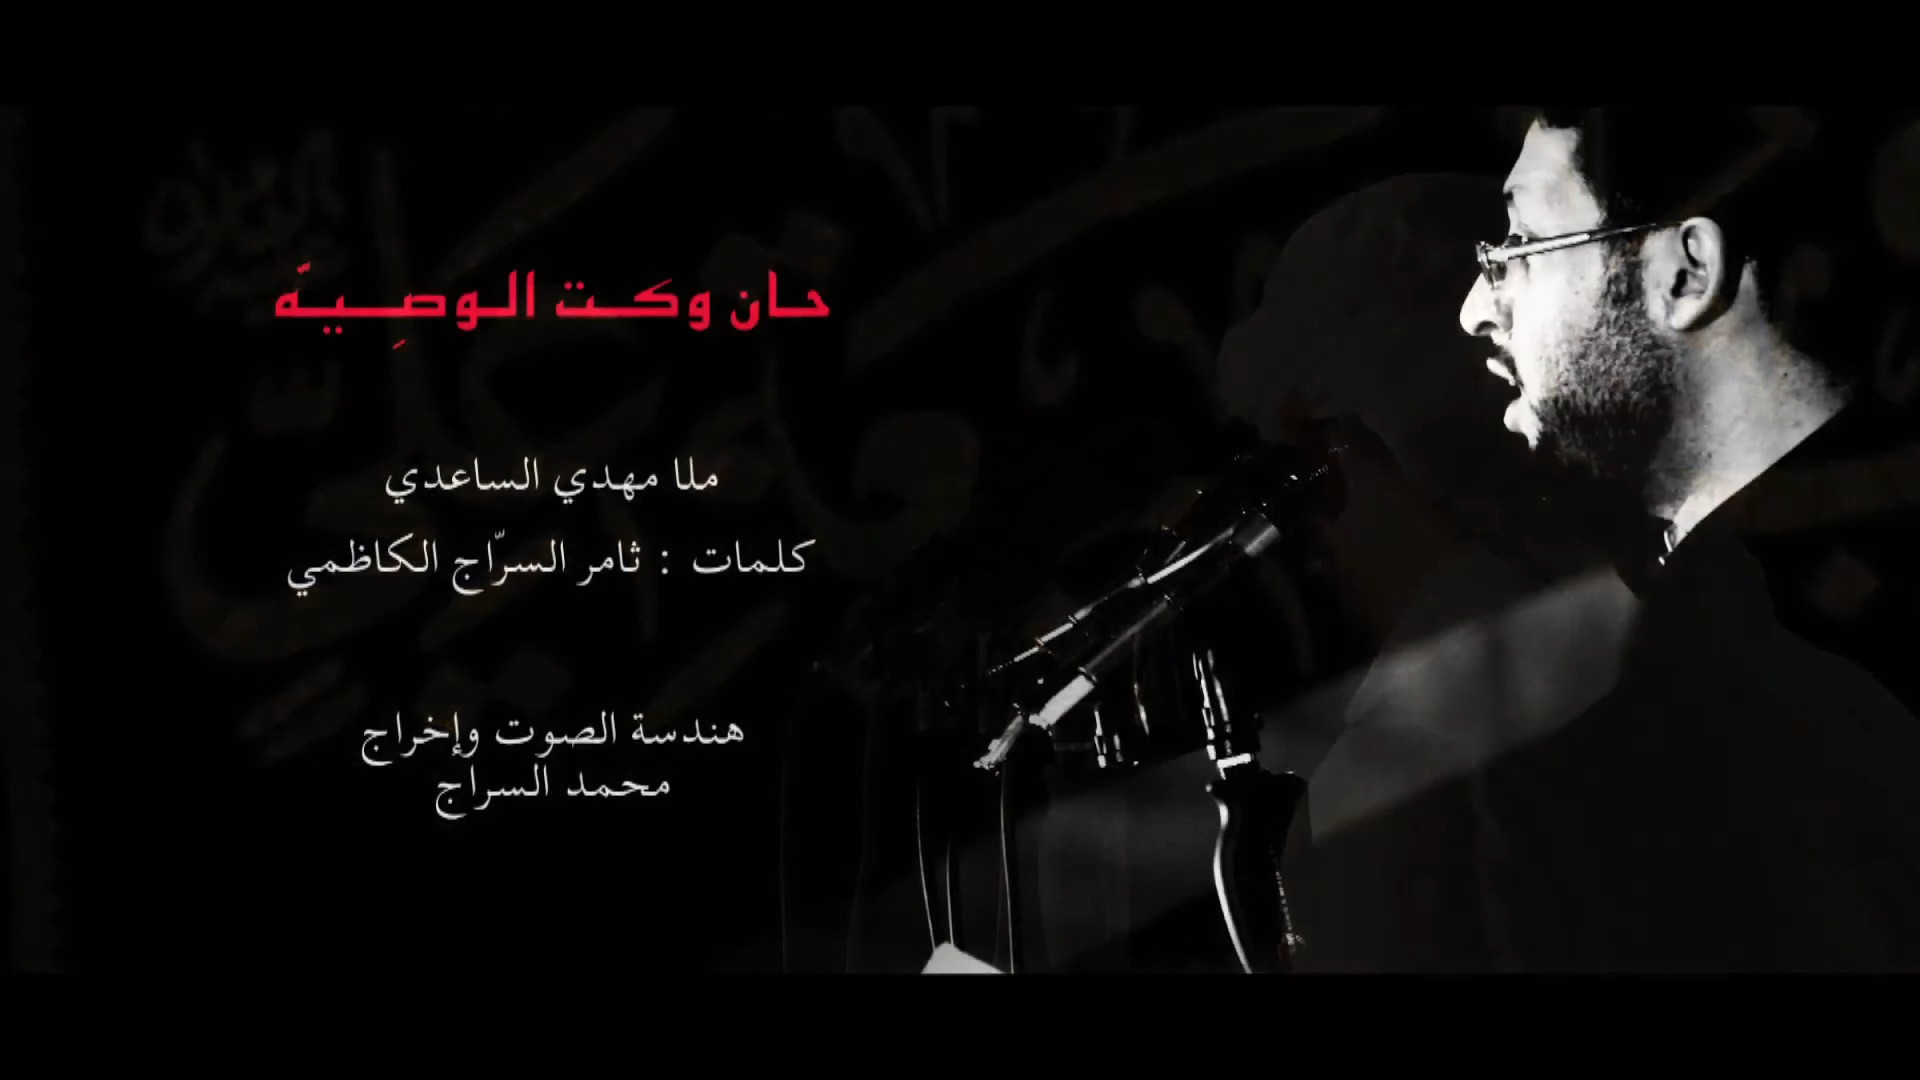 حان وكت الوصِيّه
ملا مهدي الساعدي
كلمات : ثامر السرّاج الكاظمي
هندسة الصوت وإخراج
محمد السراج